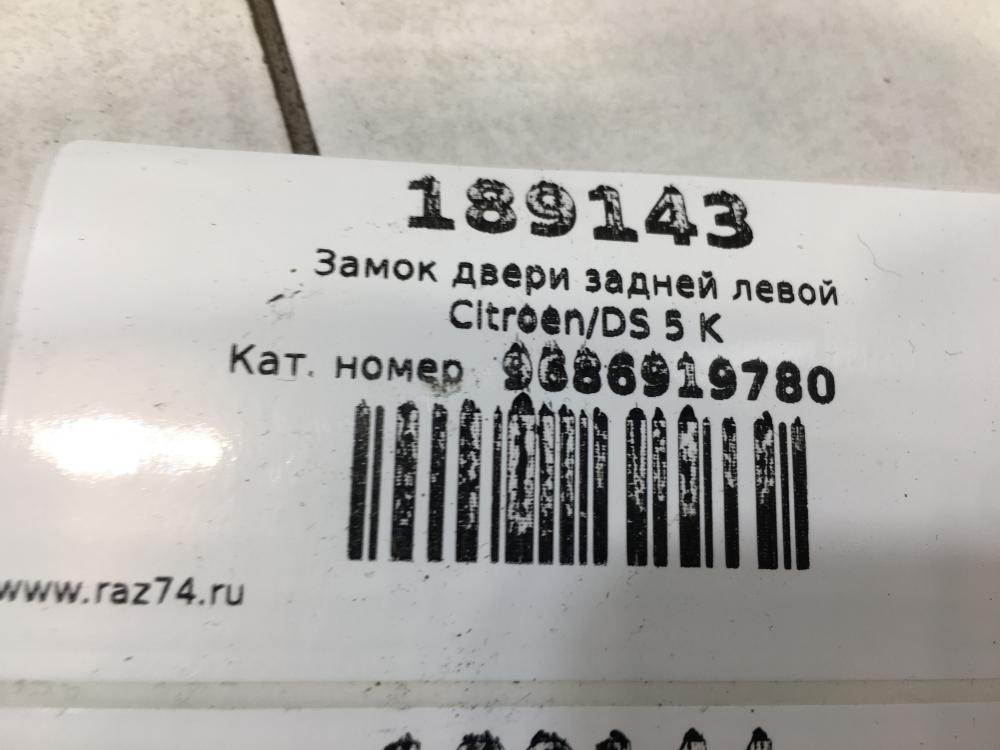 189143
Замок двери задней левой
Citroen/DS 5 K
Кат. номер 9686919780
www.raz74.ru